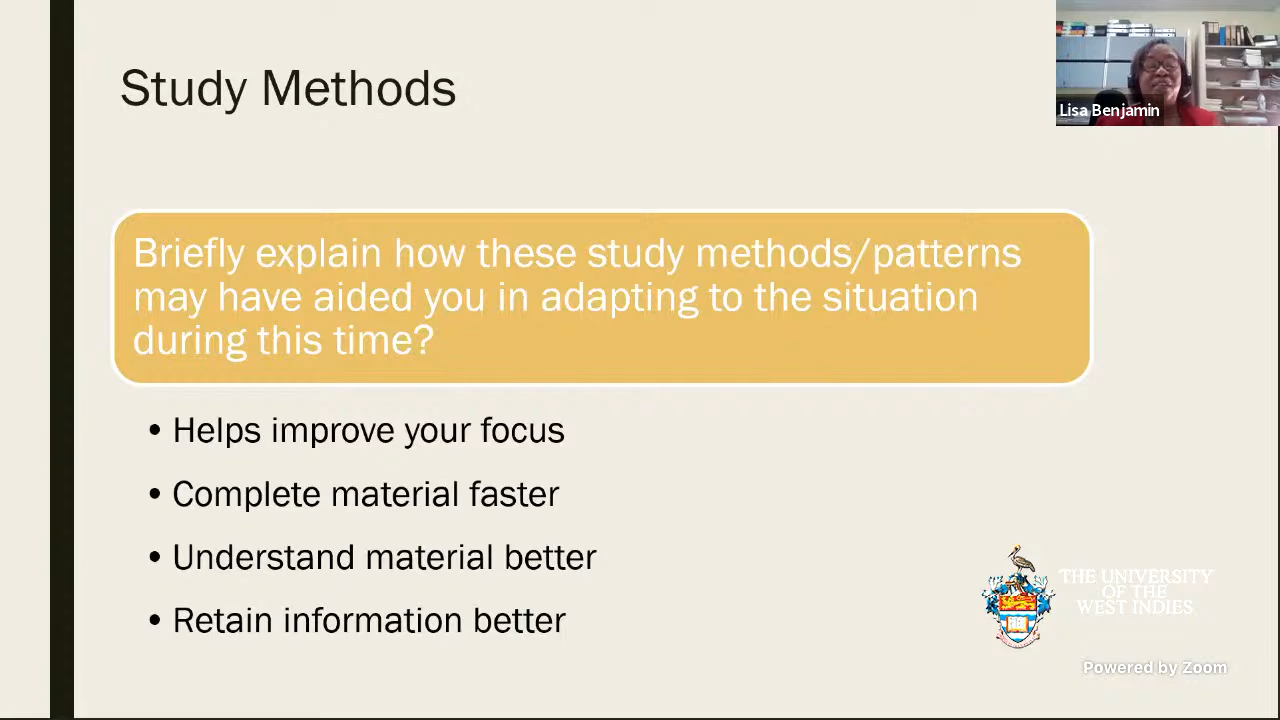 Study Methods
Lisa Benjamin
Briefly explain how these study methods/patterns
may have aided you in adapting to the situation
during this time?
• Helps improve your focus
• Complete material faster
• Understand material better
• Retain information better
THE UNIVERSITY
OF THE
WEST INDIES
Powered by Zoom